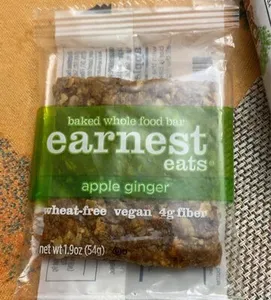 baked whole food bar
earnest
eats®
apple ginger
wheat-free vegan 4g fiber
net wt 1.9oz (54g)